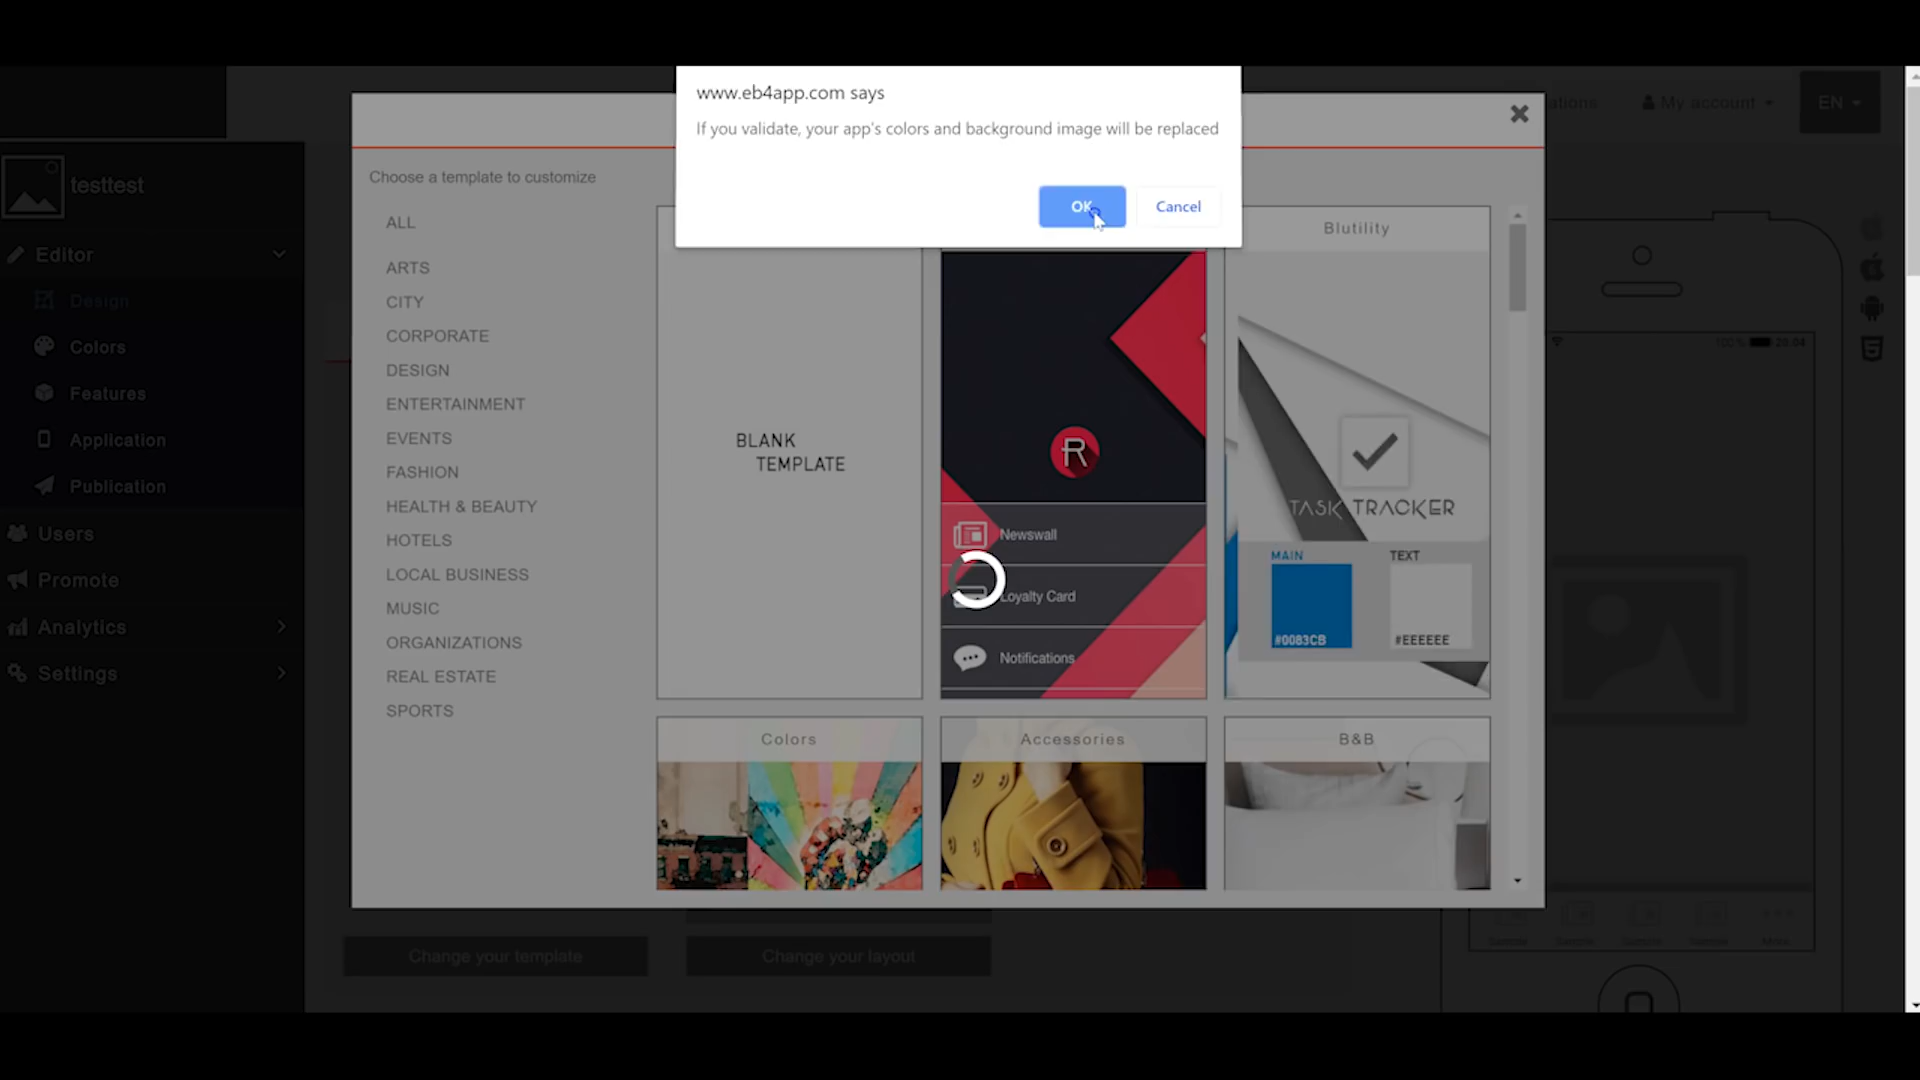 www.eb4app.com says
If you validate, your app's colors and background image will be replaced
OK
Cancel
My account
EN
testtest
Editor
Design
Colors
Features
Application
Publication
Users
Promote
Analytics
Settings
Choose a template to customize
ALL
ARTS
CITY
CORPORATE
DESIGN
ENTERTAINMENT
EVENTS
FASHION
HEALTH & BEAUTY
HOTELS
LOCAL BUSINESS
MUSIC
ORGANIZATIONS
REAL ESTATE
SPORTS
BLANK
TEMPLATE
R
Newswall
Loyalty Card
Notifications
Blutility
TASK TRACKER
MAIN
TEXT
#0083CB
#EEEEEE
Colors
Accessories
B&B
Change your template
Change your layout
100%